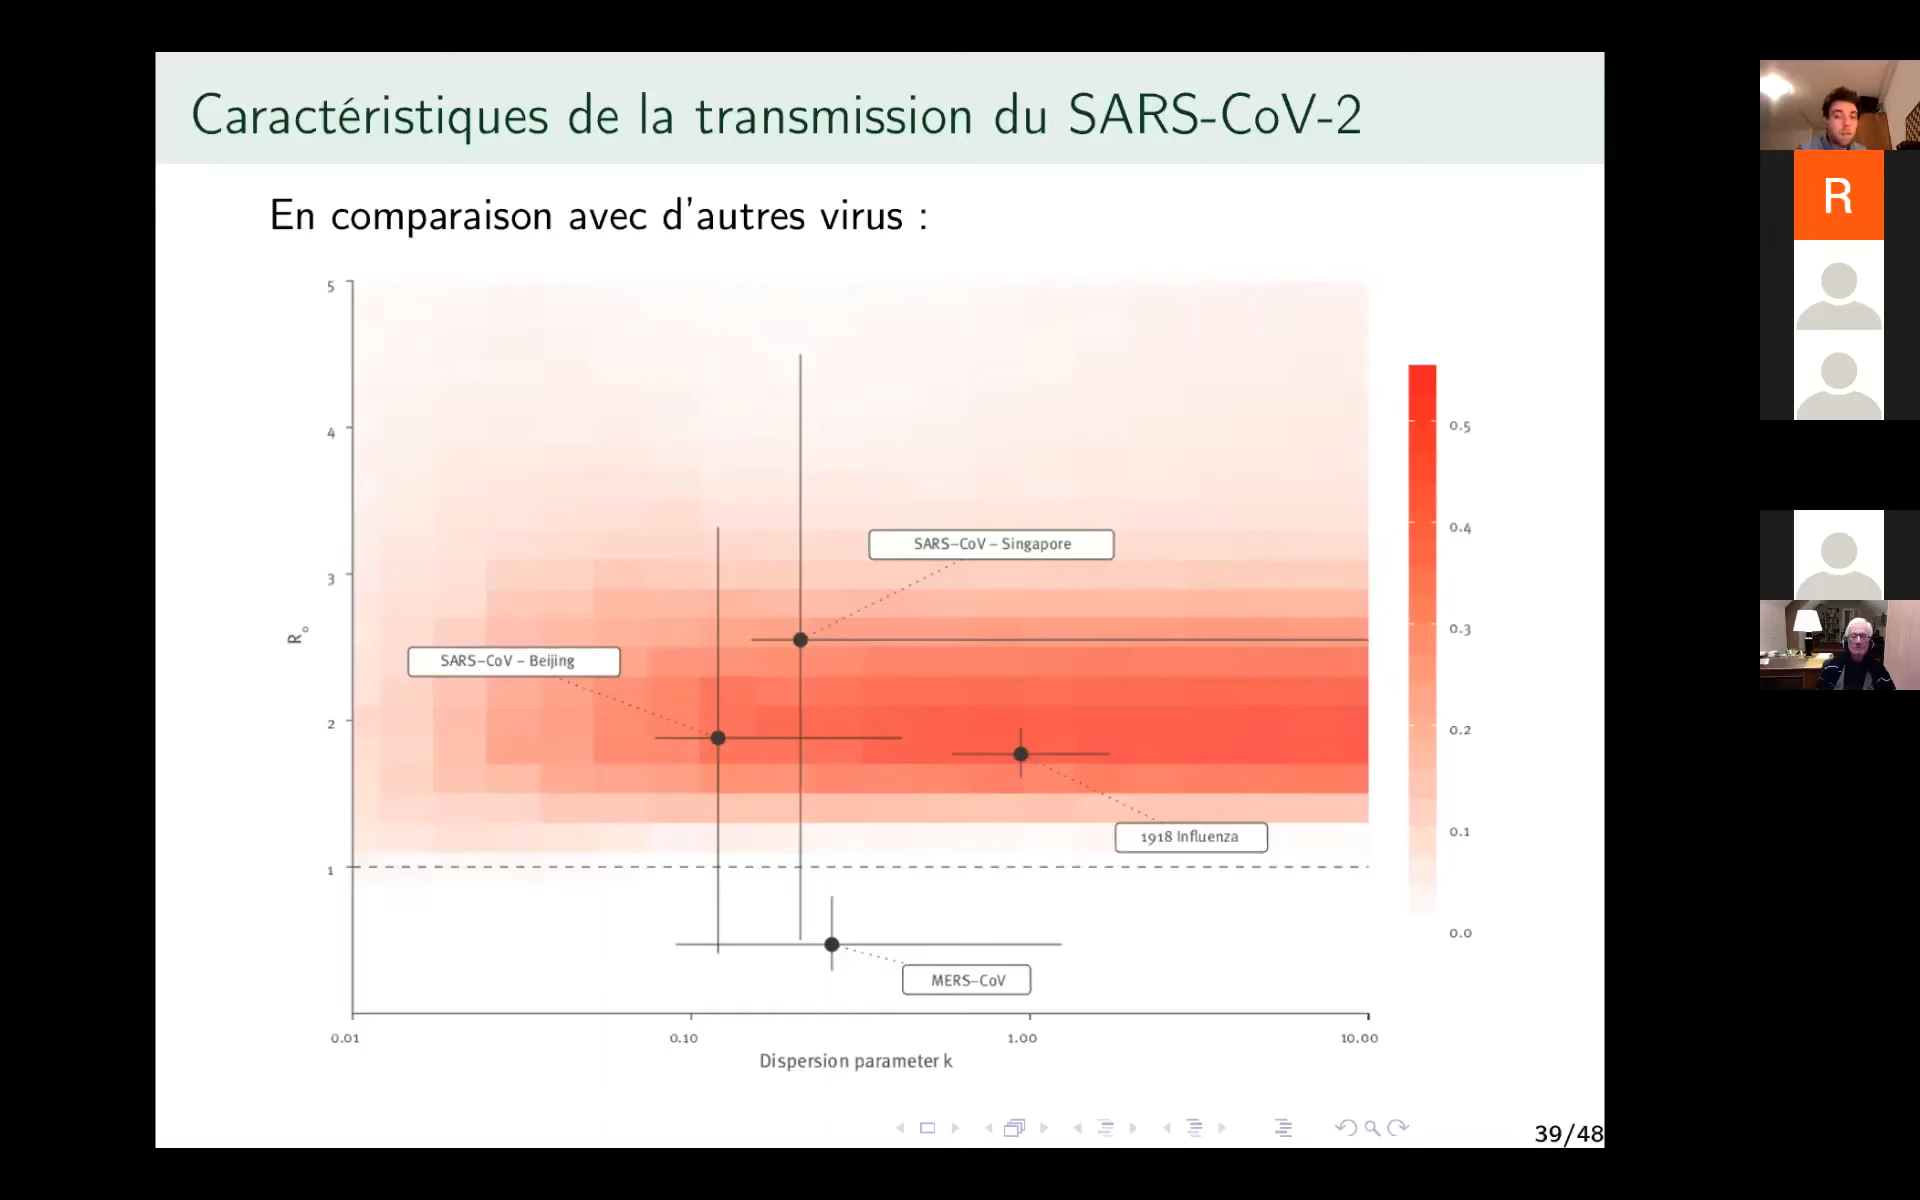 Caractéristiques de la transmission du SARS-CoV-2
En comparaison avec d'autres virus :
5
4
3
2
1
R₀
SARS–CoV – Singapore
SARS–CoV – Beijing
1918 Influenza
MERS–CoV
0.01
0.10
1.00
10.00
Dispersion parameter k
0.5
0.4
0.3
0.2
0.1
0.0
39/48
R